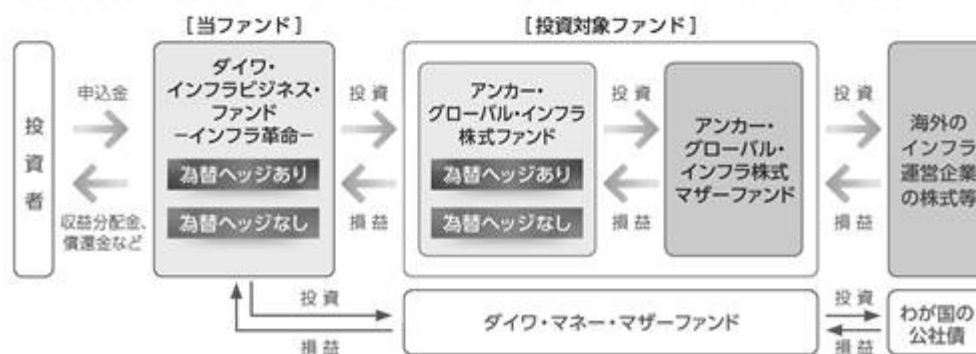 [当ファンド]
[投資対象ファンド]
投資者
申込金
収益分配金、
償還金など
ダイワ・
インフラビジネス・
ファンド
−インフラ革命−
為替ヘッジあり
為替ヘッジなし
投資
損益
アンカー・
グローバル・インフラ
株式ファンド
為替ヘッジあり
為替ヘッジなし
投資
損益
アンカー・
グローバル・
インフラ株式
マザーファンド
投資
損益
海外の
インフラ
運営企業
の株式等
投資
損益
ダイワ・マネー・マザーファンド
投資
損益
わが国の
公社債